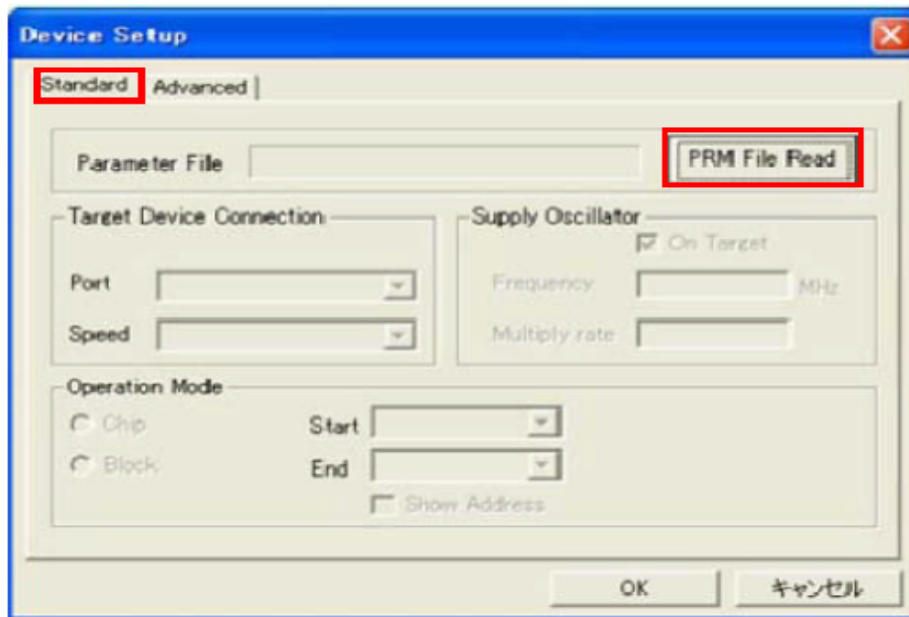 Device Setup
Standard Advanced
Parameter File PRM File Read
Target Device Connection
Port
Speed
Supply Oscillator
On Target
Frequency MHz
Multiply rate
Operation Mode
Chip Start
Block End
Show Address
OK キャンセル